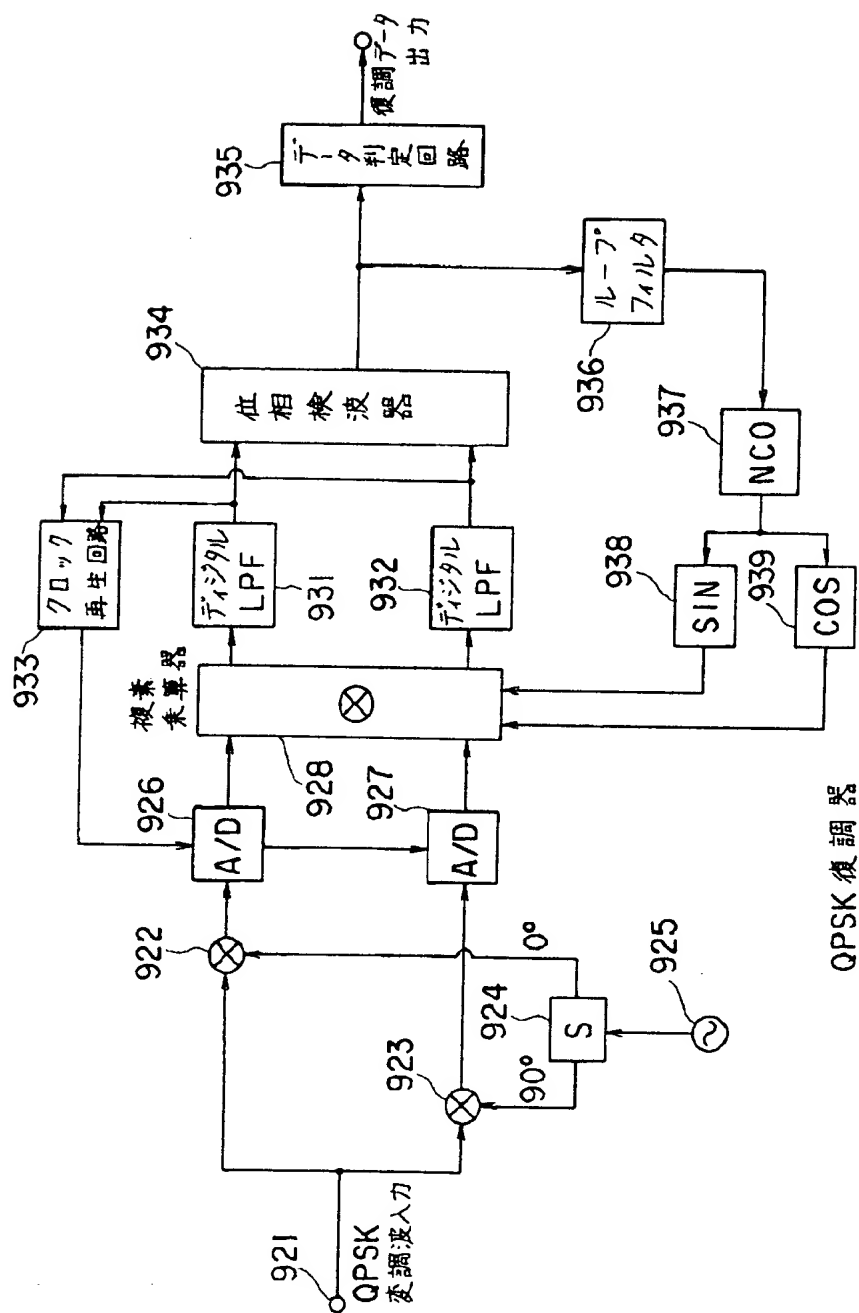 921
QPSK
変調波入力
922
923
90°
0°
924
S
925
926
A/D
927
A/D
複素
乗算器
928
933
クロック
再生回路
ディジタル
LPF
931
932
ディジタル
LPF
934
位相検波器
935
データ判定回路
復調データ
出力
ループ
フィルタ
936
937
NCO
938
SIN
939
COS
QPSK復調器